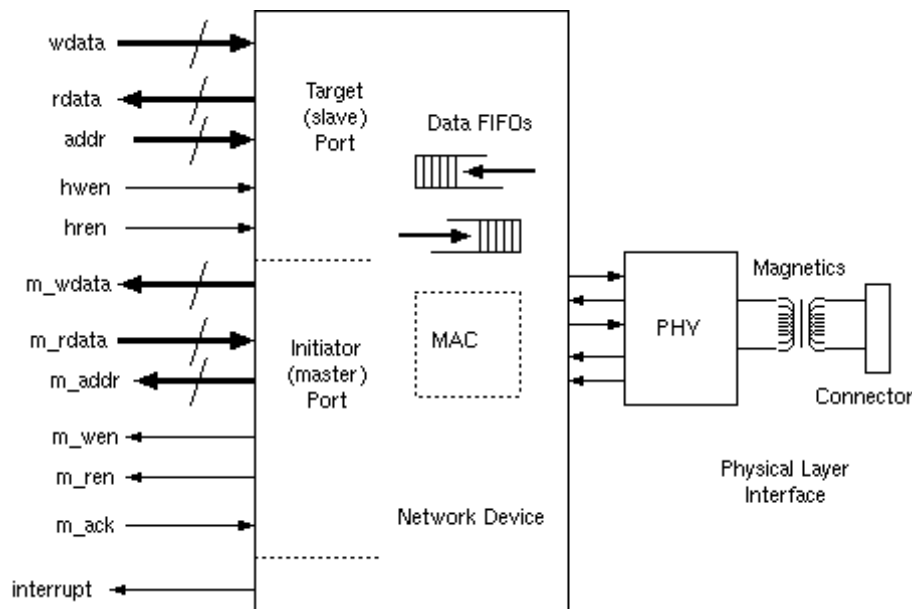 wdata
rdata
addr
hwen
hren
m_wdata
m_rdata
m_addr
m_wen
m_ren
m_ack
interrupt
Target
(slave)
Port
Initiator
(master)
Port
Data FIFOs
MAC
Network Device
PHY
Magnetics
Connector
Physical Layer
Interface